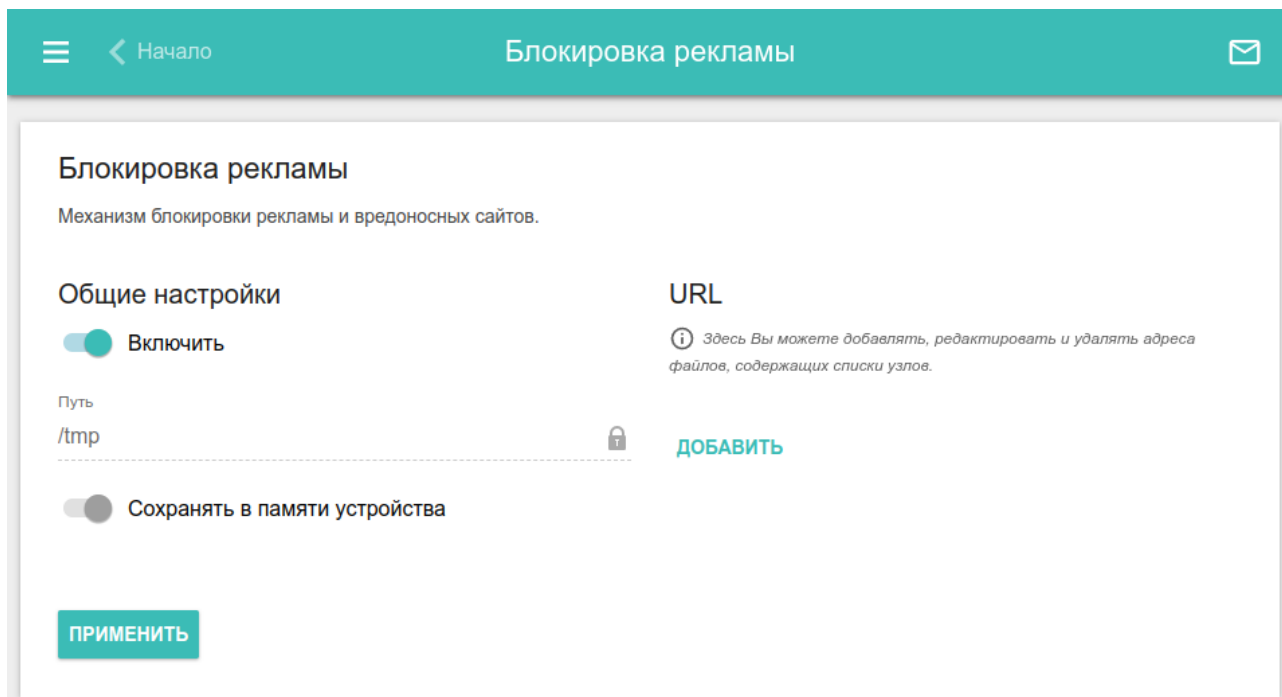 Начало
Блокировка рекламы
Блокировка рекламы
Механизм блокировки рекламы и вредоносных сайтов.
Общие настройки
Включить
Путь
/tmp
Сохранять в памяти устройства
ПРИМЕНИТЬ
URL
Здесь Вы можете добавлять, редактировать и удалять адреса
файлов, содержащих списки узлов.
ДОБАВИТЬ